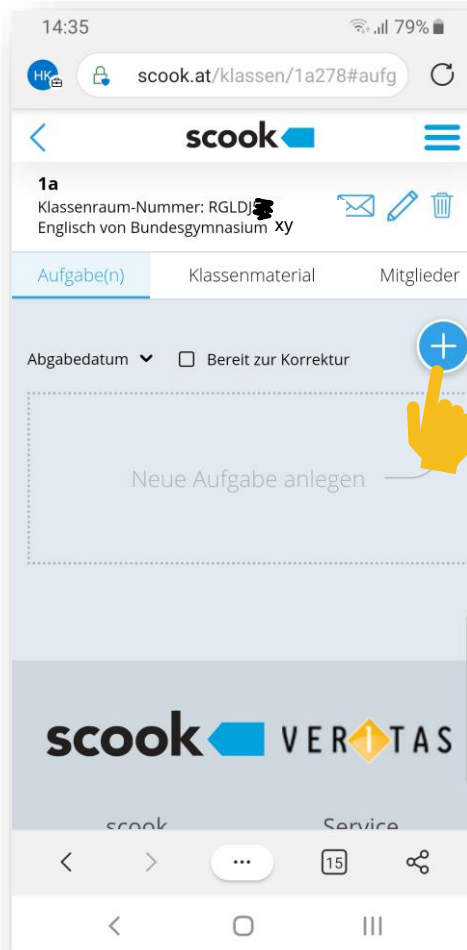 14:35 79%
HK scook.at/klassen/1a278#aufg
scook
1a
Klassenraum-Nummer: RGLDJ
Englisch von Bundesgymnasium xy
Aufgabe(n) Klassenmaterial Mitglieder
Abgabedatum Bereit zur Korrektur
Neue Aufgabe anlegen
scook VERITAS
scook Service
15